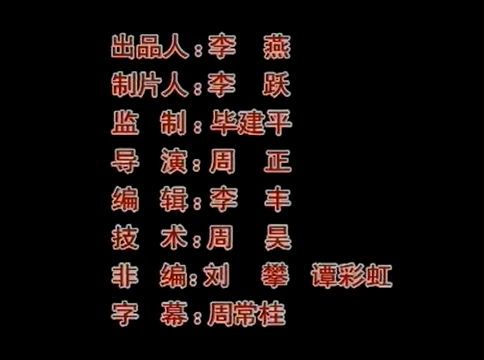 出品人:李 燕
制片人:李 跃
监 制:毕建平
导 演:周 正
编 辑:李 丰
技 术:周 昊
非 编:刘 攀 谭彩虹
字 幕:周常桂